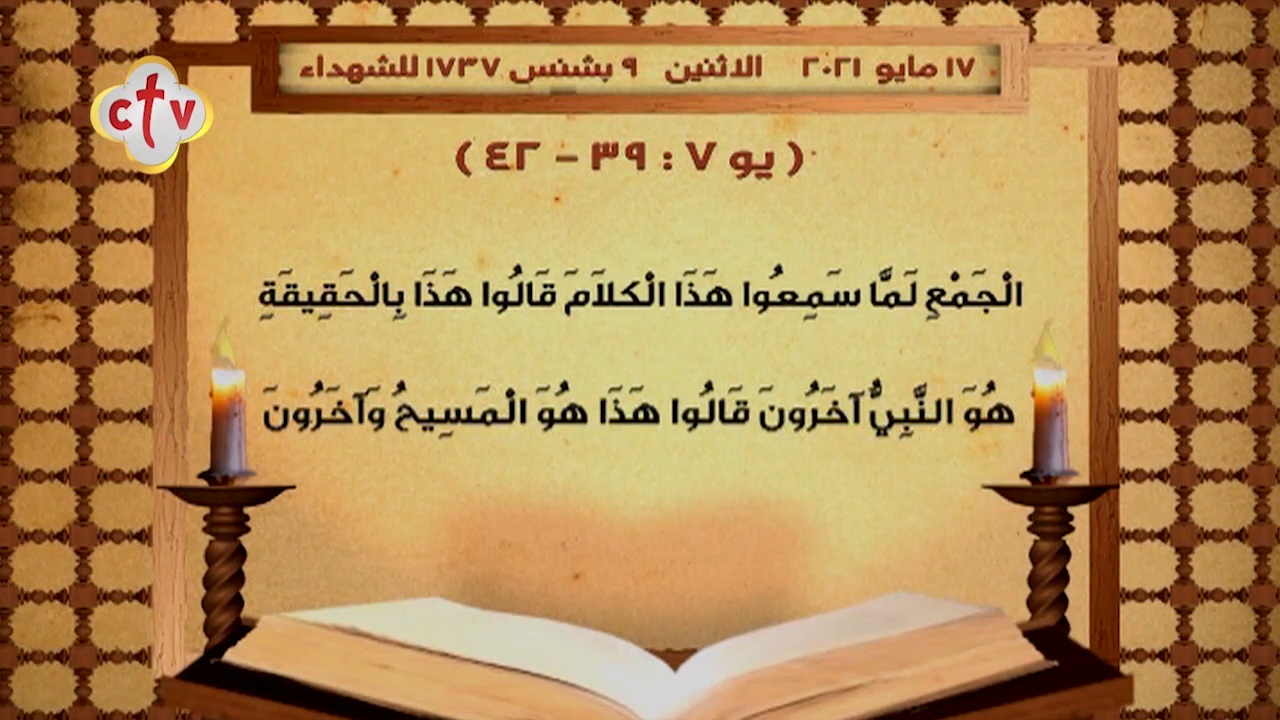 ١٧ مايو ٢٠٢١ الاثنين ٩ بشنس ١٧٣٧ للشهداء
ctv
( يو ٧ : ٣٩ – ٤٢ )
الْجَمْعِ لَمَّا سَمِعُوا هَذَا الْكلاَمَ قَالُوا هَذَا بِالْحَقِيقَةِ
هُوَ النَّبِيُّ آخَرُونَ قَالُوا هَذَا هُوَ الْمَسِيحُ وَآخَرُونَ